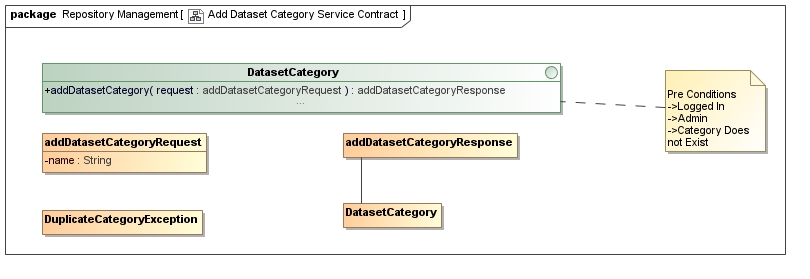 package Repository Management[ Add Dataset Category Service Contract ]
DatasetCategory
+addDatasetCategory( request : addDatasetCategoryRequest ) : addDatasetCategoryResponse
...
Pre Conditions
->Logged In
->Admin
->Category Does
not Exist
addDatasetCategoryRequest
-name : String
addDatasetCategoryResponse
DuplicateCategoryException
DatasetCategory